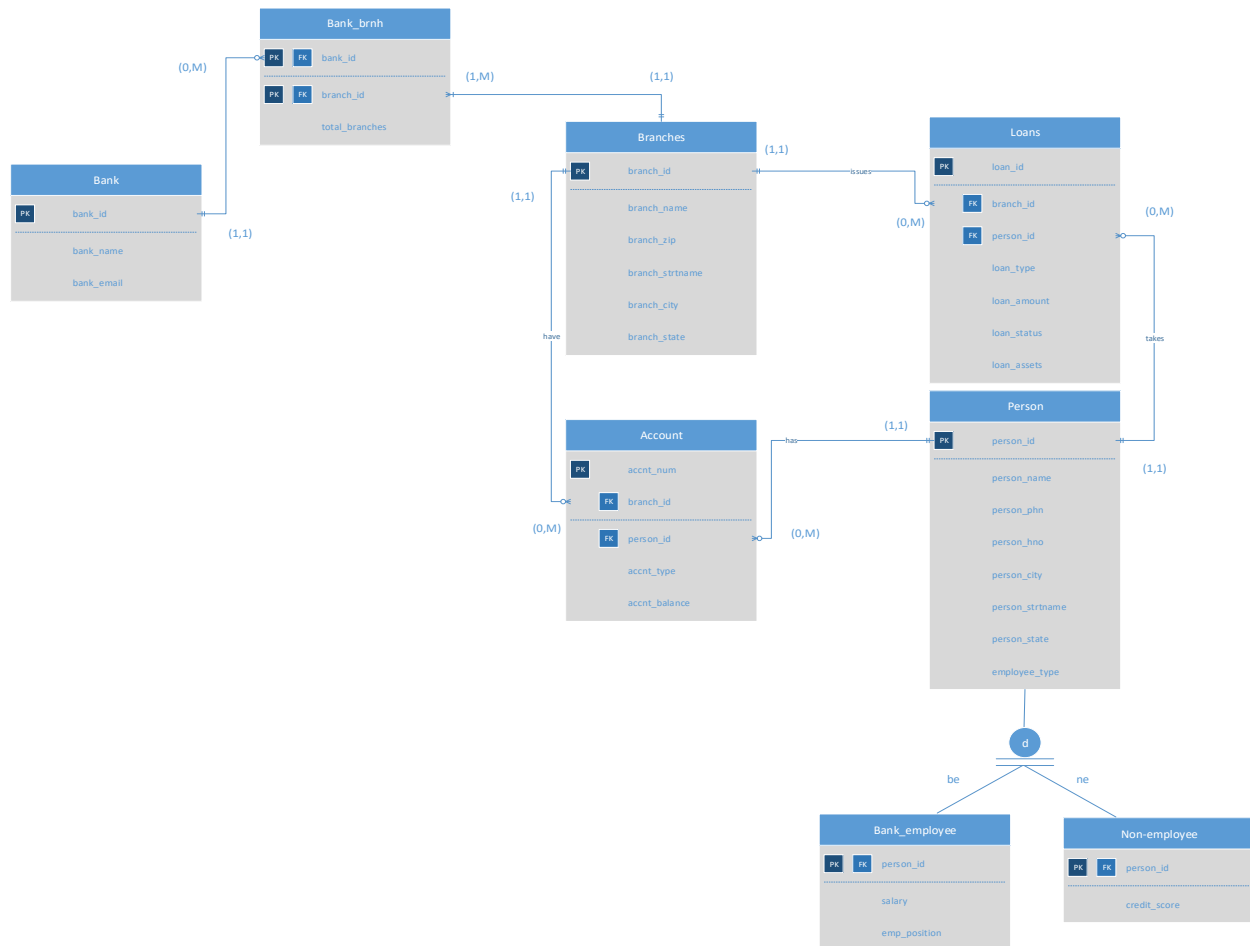 Bank_brnh
PK FK bank_id
PK FK branch_id
total_branches
(0,M)
(1,M)
(1,1)
Bank
PK bank_id
bank_name
bank_email
(1,1)
Branches
PK branch_id
branch_name
branch_zip
branch_strtname
branch_city
branch_state
(1,1)
(1,1)
issues
(0,M)
Loans
PK loan_id
FK branch_id
FK person_id
loan_type
loan_amount
loan_status
loan_assets
(0,M)
have
takes
Account
PK accnt_num
FK branch_id
FK person_id
accnt_type
accnt_balance
(0,M)
has
(1,1)
(0,M)
Person
PK person_id
person_name
person_phn
person_hno
person_city
person_strtname
person_state
employee_type
(1,1)
d
be
ne
Bank_employee
PK FK person_id
salary
emp_position
Non-employee
PK FK person_id
credit_score